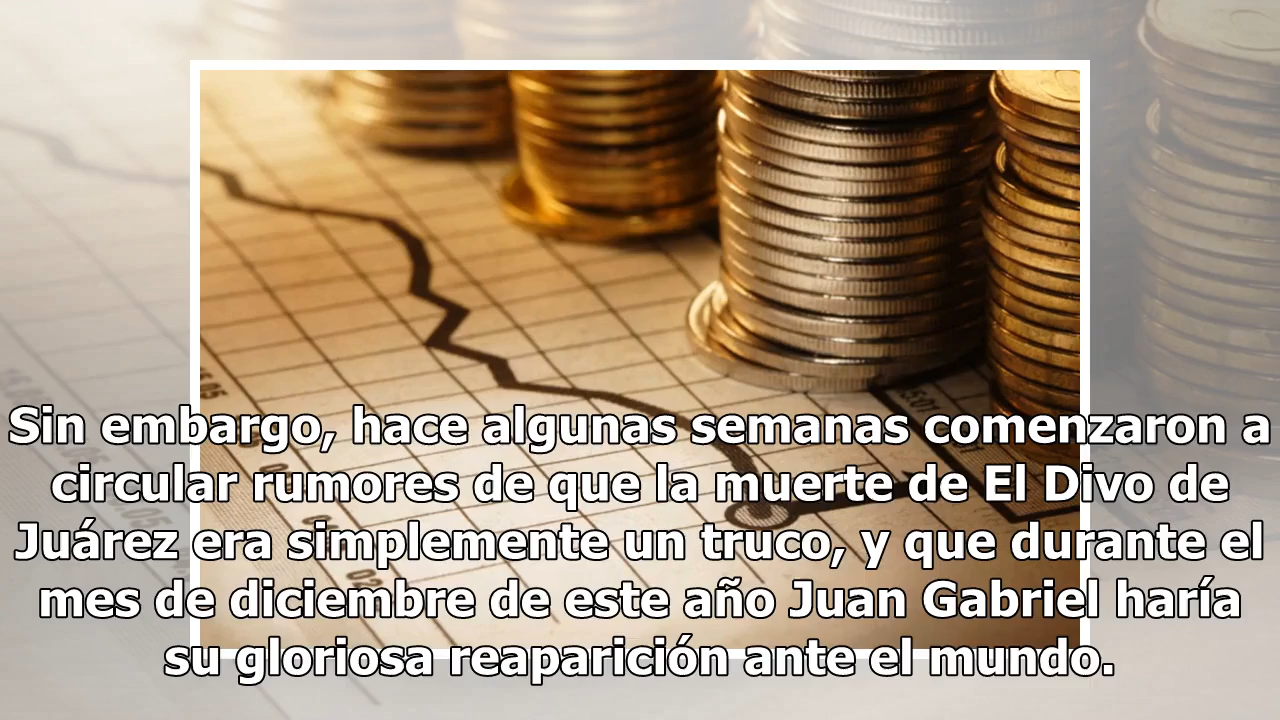 Sin embargo, hace algunas semanas comenzaron a
circular rumores de que la muerte de El Divo de
Juárez era simplemente un truco, y que durante el
mes de diciembre de este año Juan Gabriel haría
su gloriosa reaparición ante el mundo.